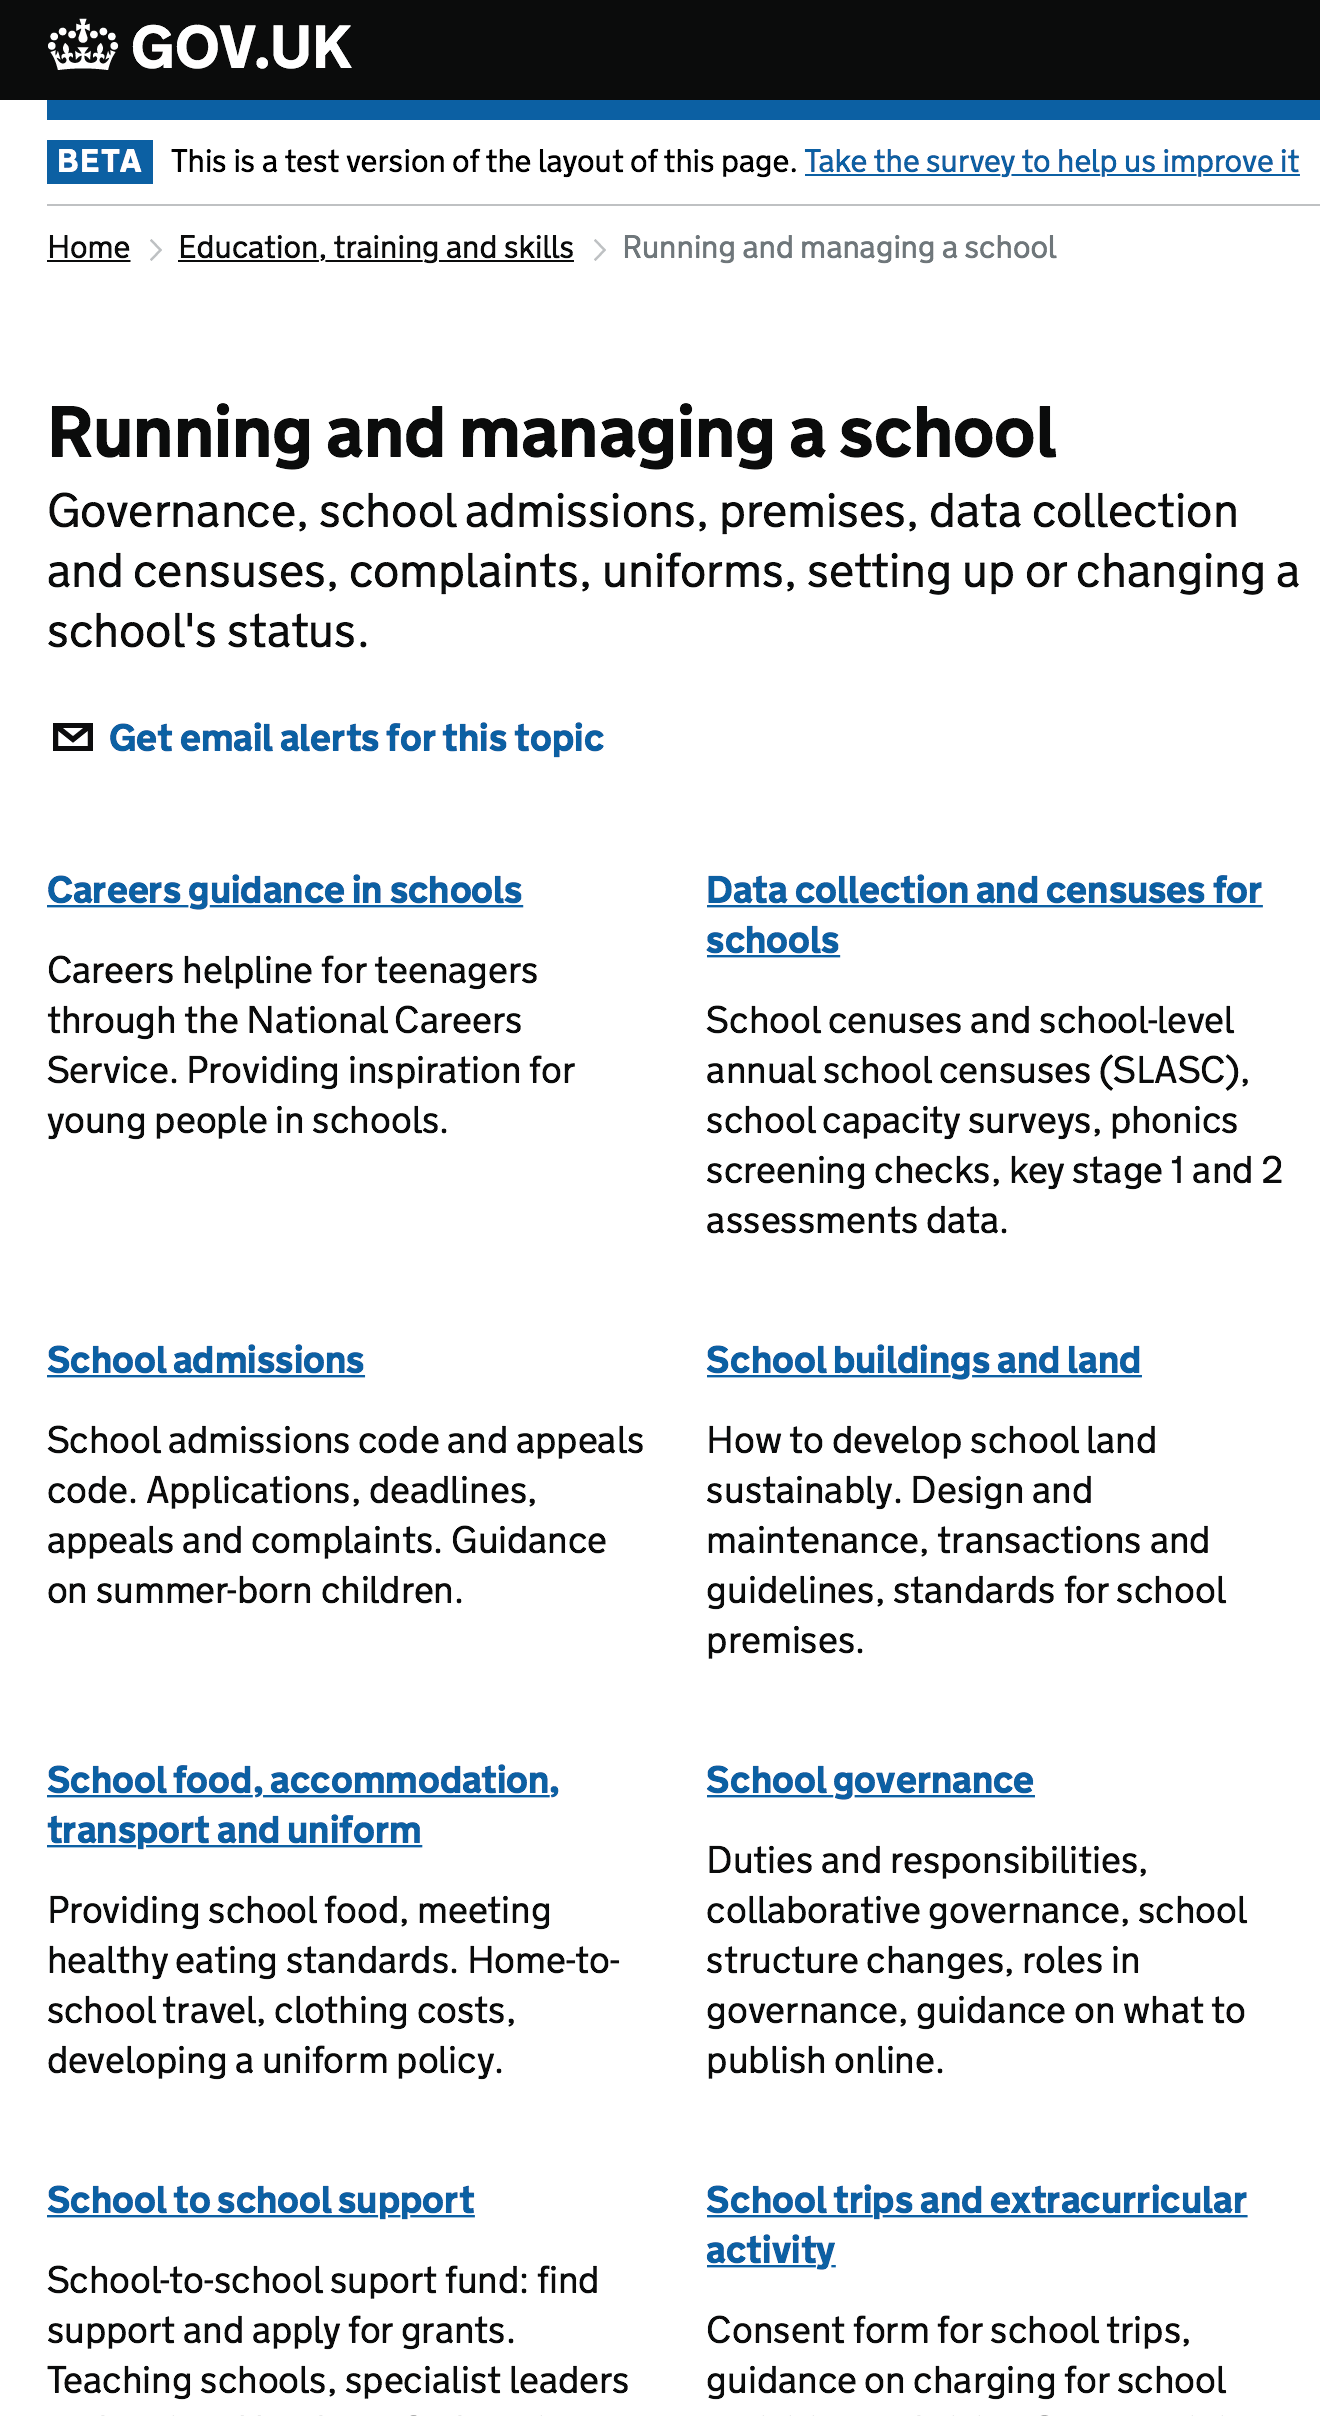 GOV.UK
BETA This is a test version of the layout of this page. Take the survey to help us improve it
Home > Education, training and skills > Running and managing a school
Running and managing a school
Governance, school admissions, premises, data collection
and censuses, complaints, uniforms, setting up or changing a
school's status.
Get email alerts for this topic
Careers guidance in schools
Careers helpline for teenagers
through the National Careers
Service. Providing inspiration for
young people in schools.
Data collection and censuses for
schools
School cenuses and school-level
annual school censuses (SLASC),
school capacity surveys, phonics
screening checks, key stage 1 and 2
assessments data.
School admissions
School admissions code and appeals
code. Applications, deadlines,
appeals and complaints. Guidance
on summer-born children.
School buildings and land
How to develop school land
sustainably. Design and
maintenance, transactions and
guidelines, standards for school
premises.
School food, accommodation,
transport and uniform
Providing school food, meeting
healthy eating standards. Home-to-
school travel, clothing costs,
developing a uniform policy.
School governance
Duties and responsibilities,
collaborative governance, school
structure changes, roles in
governance, guidance on what to
publish online.
School to school support
School-to-school suport fund: find
support and apply for grants.
Teaching schools, specialist leaders
School trips and extracurricular
activity
Consent form for school trips,
guidance on charging for school